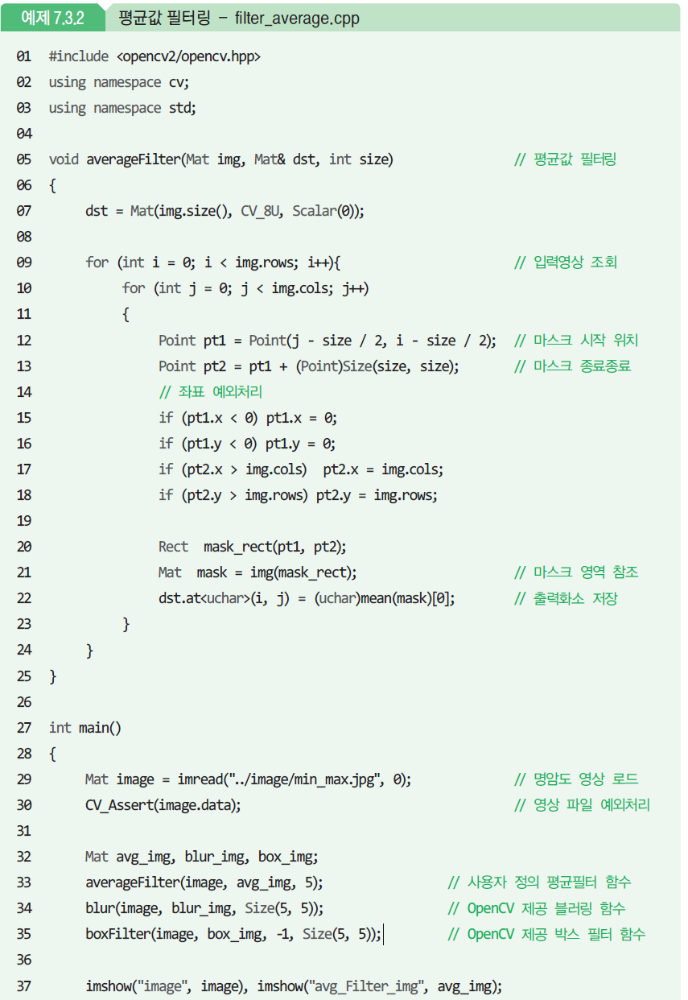 예제 7.3.2 평균값 필터링 - filter_average.cpp
01 #include <opencv2/opencv.hpp>
02 using namespace cv;
03 using namespace std;
04
05 void averageFilter(Mat img, Mat& dst, int size) // 평균값 필터링
06 {
07 dst = Mat(img.size(), CV_8U, Scalar(0));
08
09 for (int i = 0; i < img.rows; i++){ // 입력영상 조회
10 for (int j = 0; j < img.cols; j++)
11 {
12 Point pt1 = Point(j - size / 2, i - size / 2); // 마스크 시작 위치
13 Point pt2 = pt1 + (Point)Size(size, size); // 마스크 종료종료
14 // 좌표 예외처리
15 if (pt1.x < 0) pt1.x = 0;
16 if (pt1.y < 0) pt1.y = 0;
17 if (pt2.x > img.cols) pt2.x = img.cols;
18 if (pt2.y > img.rows) pt2.y = img.rows;
19
20 Rect mask_rect(pt1, pt2);
21 Mat mask = img(mask_rect); // 마스크 영역 참조
22 dst.at<uchar>(i, j) = (uchar)mean(mask)[0]; // 출력화소 저장
23 }
24 }
25 }
26
27 int main()
28 {
29 Mat image = imread("../image/min_max.jpg", 0); // 명암도 영상 로드
30 CV_Assert(image.data); // 영상 파일 예외처리
31
32 Mat avg_img, blur_img, box_img;
33 averageFilter(image, avg_img, 5); // 사용자 정의 평균필터 함수
34 blur(image, blur_img, Size(5, 5)); // OpenCV 제공 블러링 함수
35 boxFilter(image, box_img, -1, Size(5, 5)); // OpenCV 제공 박스 필터 함수
36
37 imshow("image", image), imshow("avg_Filter_img", avg_img);